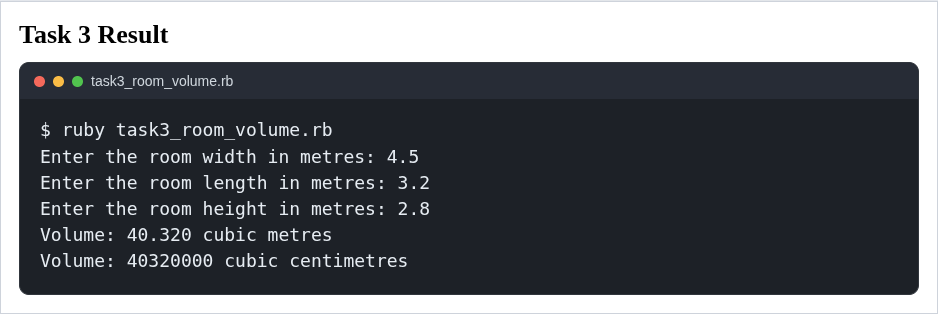 Task 3 Result
task3_room_volume.rb
$ ruby task3_room_volume.rb
Enter the room width in metres: 4.5
Enter the room length in metres: 3.2
Enter the room height in metres: 2.8
Volume: 40.320 cubic metres
Volume: 40320000 cubic centimetres